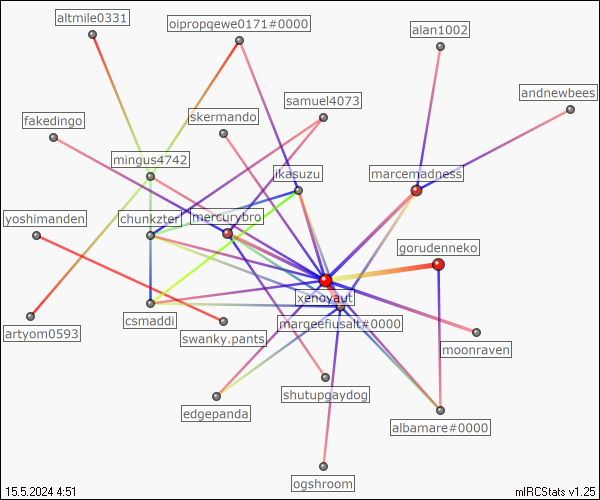 altmile0331
oipropqewe0171#0000
alan1002
andnewbees
samuel4073
skermando
fakedingo
mingus4742
ikasuzu
marcemadness
yoshimanden
chunkzter
mercurybro
gorudenneko
xenoyaut
csmaddi
marqeefiusalt#0000
artyom0593
swanky.pants
moonraven
shutupgaydog
edgepanda
albamare#0000
ogshroom
15.5.2024 4:51
mIRCStats v1.25